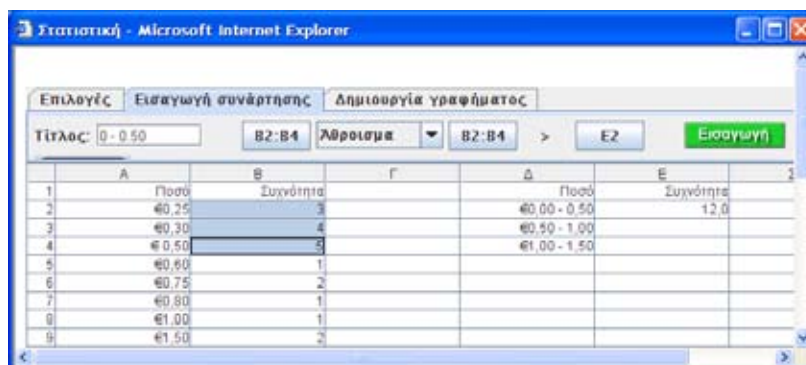 Στατιστική - Microsoft Internet Explorer
Επιλογές Εισαγωγή συνάρτησης Δημιουργία γραφήματος
Τίτλος: 0 - 0.50 B2:B4 Άθροισμα B2:B4 > E2 Εισαγωγή
Α Β Γ Δ Ε Σ
1 Ποσό Συχνότητα Ποσό Συχνότητα
2 €0,25 3 €0,00 - 0,50 12,0
3 €0,30 4 €0,50 - 1,00
4 € 0,50 5 €1,00 - 1,50
5 €0,60 1
6 €0,75 2
7 €0,80 1
8 €1,00 1
9 €1,50 2